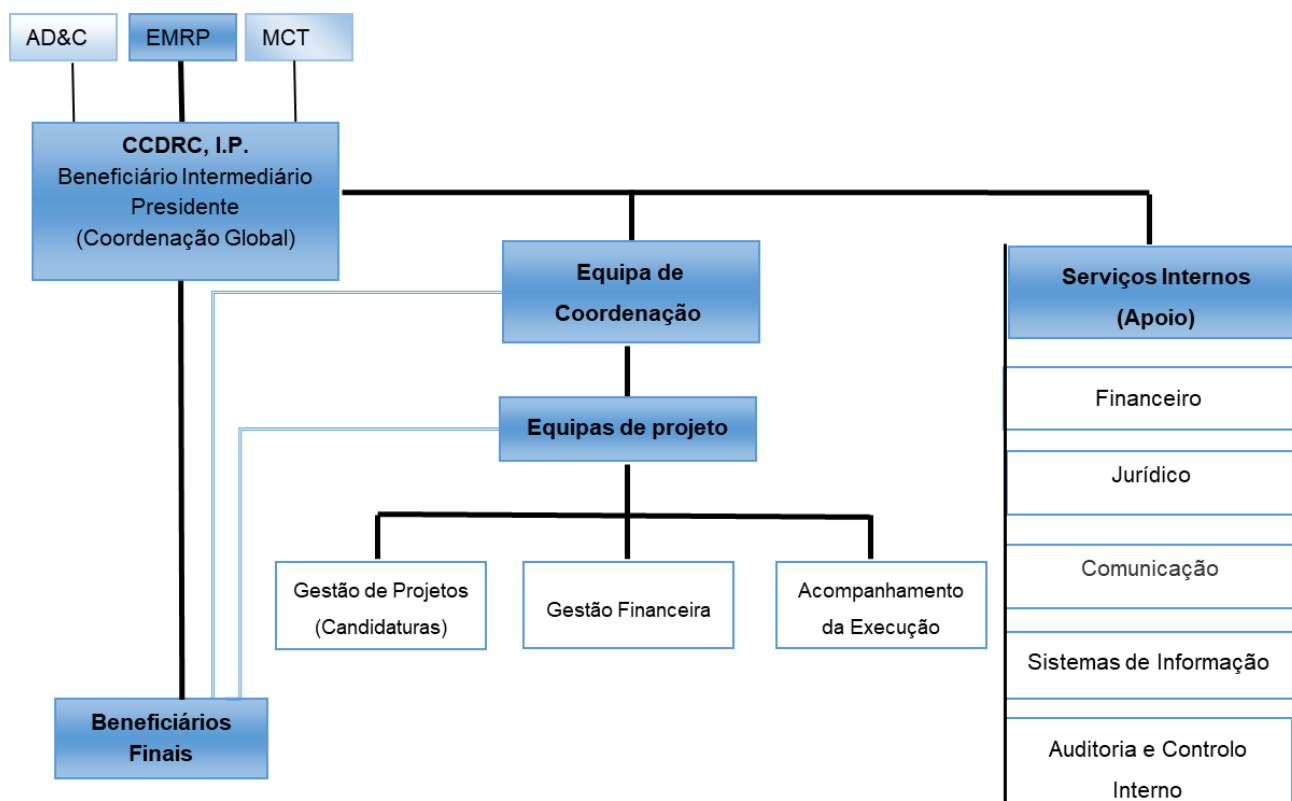 AD&C
EMRP
MCT
CCDRC, I.P.
Beneficiário Intermediário
Presidente
(Coordenação Global)
Equipa de
Coordenação
Serviços Internos
(Apoio)
Equipas de projeto
Financeiro
Jurídico
Comunicação
Sistemas de Informação
Auditoria e Controlo
Interno
Gestão de Projetos
(Candidaturas)
Gestão Financeira
Acompanhamento
da Execução
Beneficiários
Finais